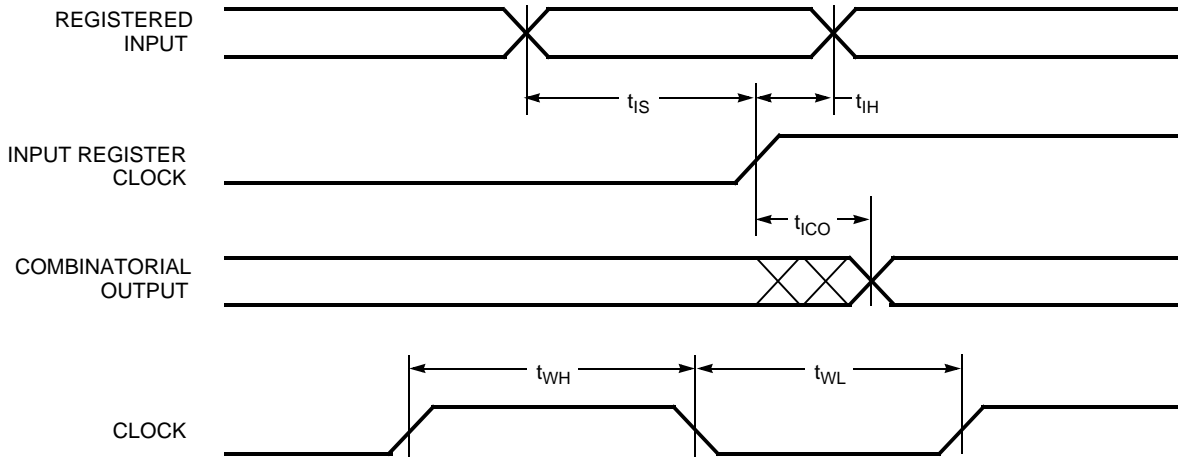 REGISTERED
INPUT
tIS
tIH
INPUT REGISTER
CLOCK
tICO
COMBINATORIAL
OUTPUT
tWH
tWL
CLOCK